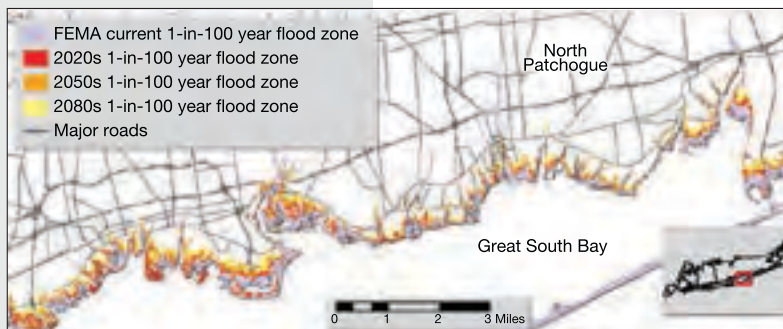 FEMA current 1-in-100 year flood zone
2020s 1-in-100 year flood zone
2050s 1-in-100 year flood zone
2080s 1-in-100 year flood zone
Major roads
North
Patchogue
Great South Bay
0 1 2 3 Miles